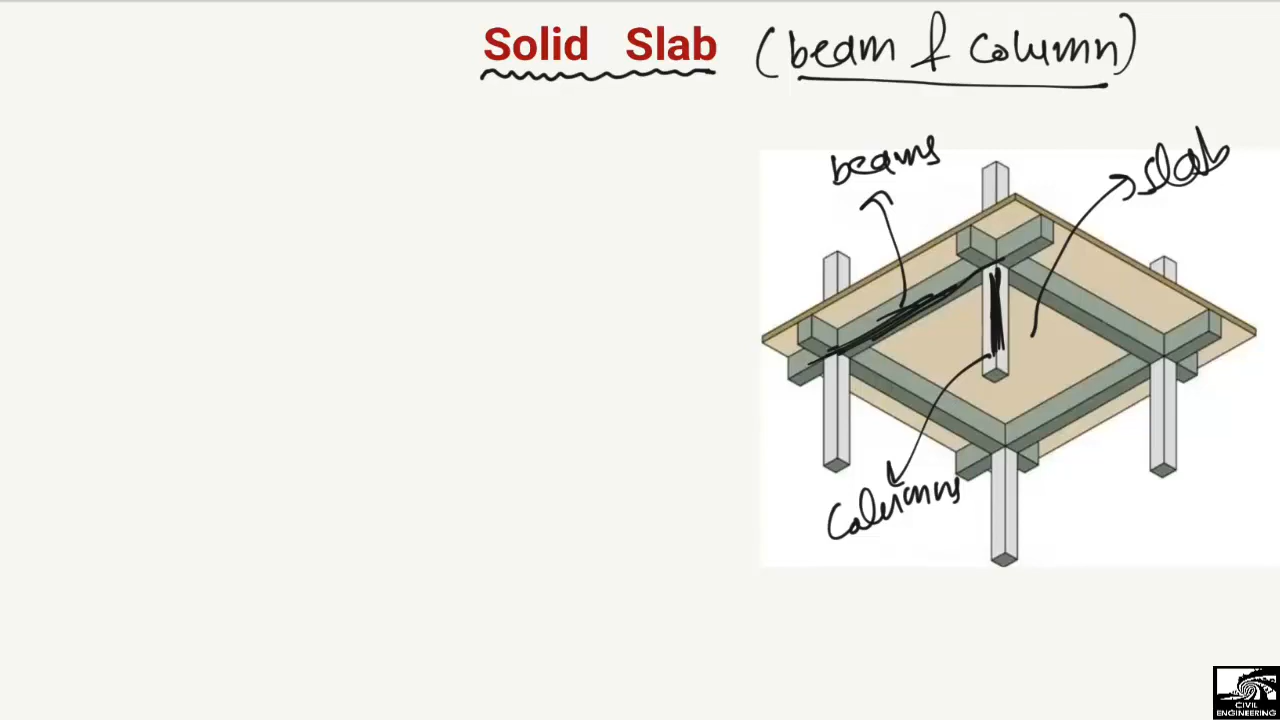 Solid Slab (beam & column)
beams
slab
Columns
CIVIL
ENGINEERING